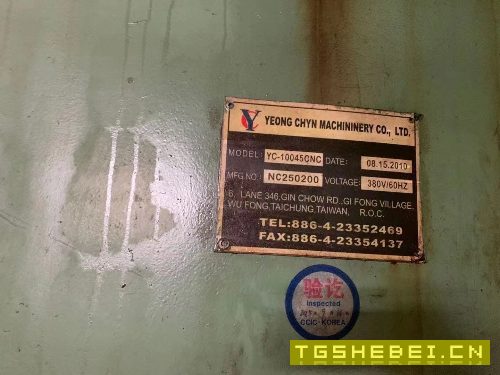 Y YEONG CHYN MACHININERY CO., LTD.
MODEL: YC-10045CNC DATE: 08.15.2010
MFG NO: NC250200 VOLTAGE: 380V/60HZ
6, LANE 346,GIN CHOW RD.,GI FONG VILLAGE,
WU FONG,TAICHUNG,TAIWAN, R.O.C.
TEL:886-4-23352469
FAX:886-4-23354137
验讫
Inspected
CCIC-KOREA
TGSHEBEI.CN